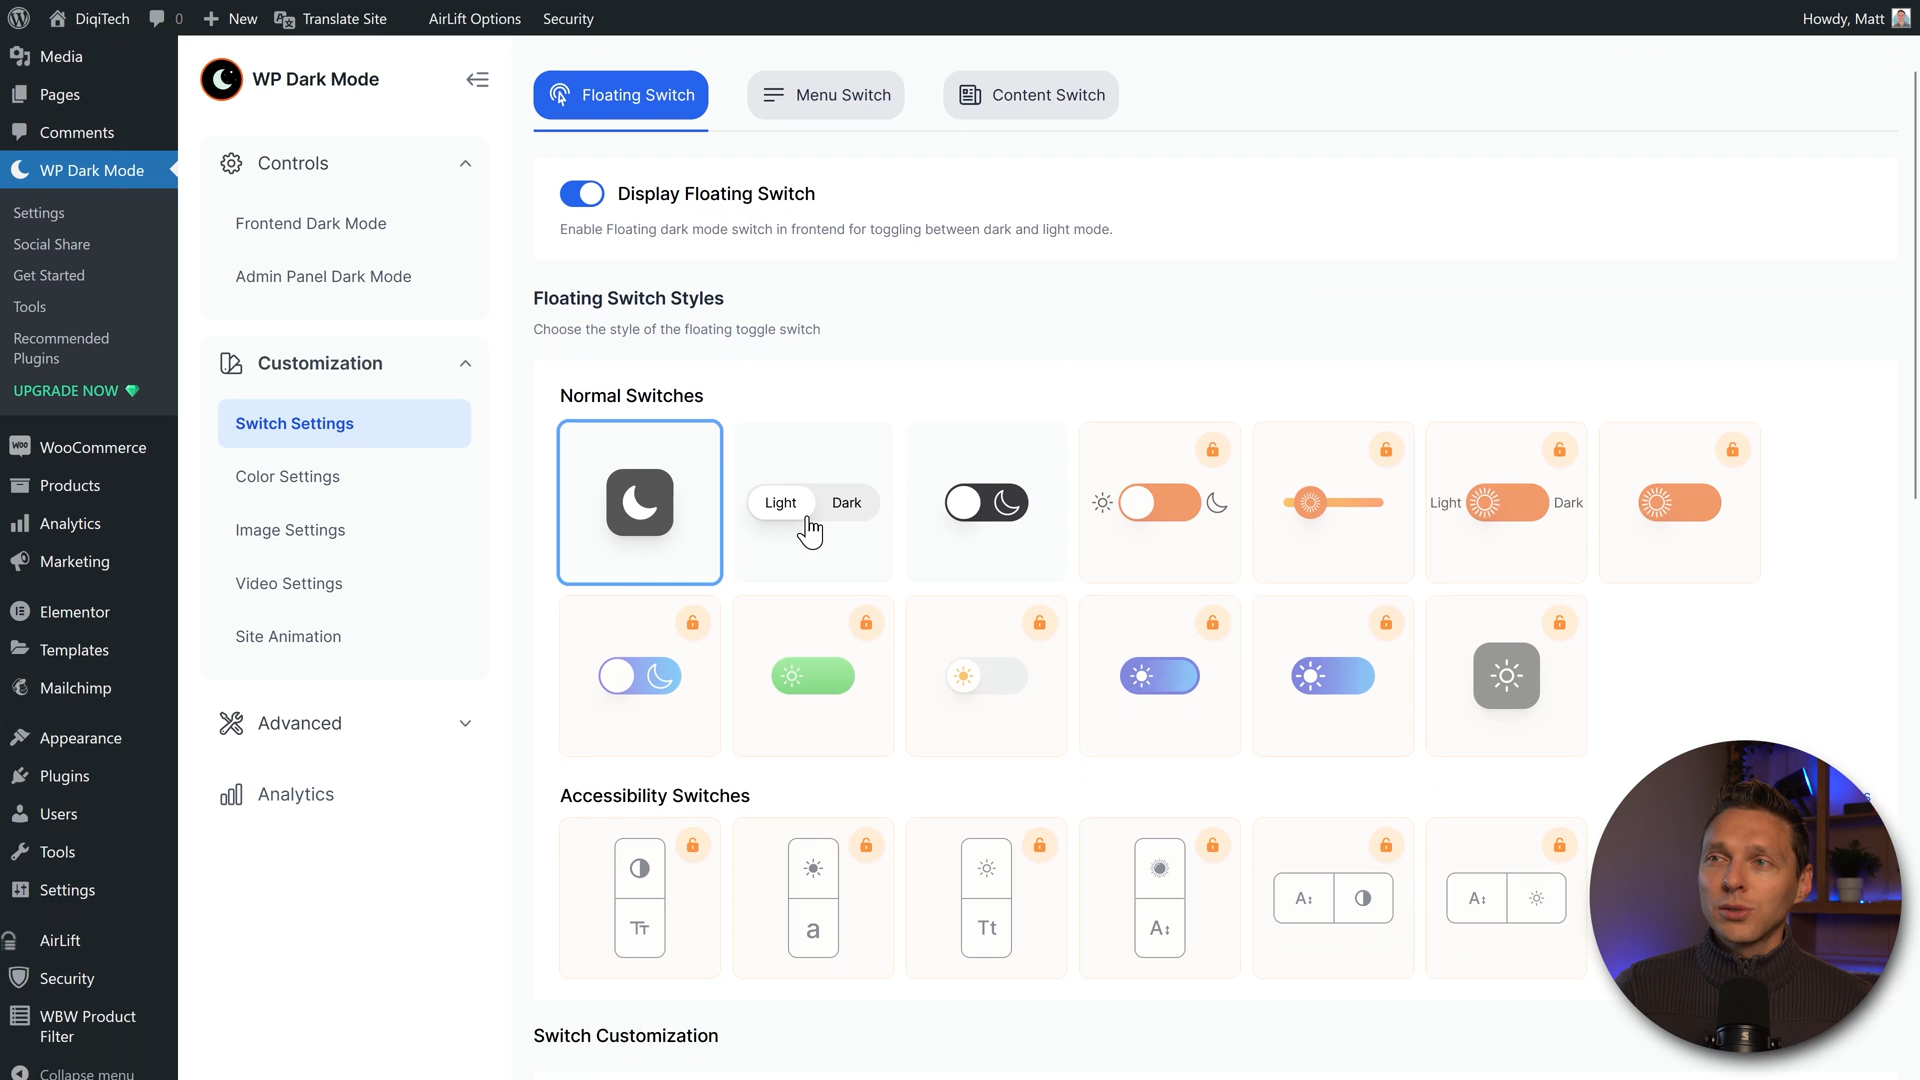 DiqiTech
0
New
Translate Site
AirLift Options
Security
Howdy, Matt
Media
Pages
Comments
WP Dark Mode
Settings
Social Share
Get Started
Tools
Recommended
Plugins
UPGRADE NOW
WOO
WooCommerce
Products
Analytics
Marketing
Elementor
Templates
Mailchimp
Appearance
Plugins
Users
Tools
Settings
AirLift
Security
WBW Product
Filter
Collapse menu
WP Dark Mode
Controls
Frontend Dark Mode
Admin Panel Dark Mode
Customization
Switch Settings
Color Settings
Image Settings
Video Settings
Site Animation
Advanced
Analytics
Floating Switch
Menu Switch
Content Switch
Display Floating Switch
Enable Floating dark mode switch in frontend for toggling between dark and light mode.
Floating Switch Styles
Choose the style of the floating toggle switch
Normal Switches
Light Dark
Light Dark
Accessibility Switches
TT
a
Tt
A
A
A
Switch Customization